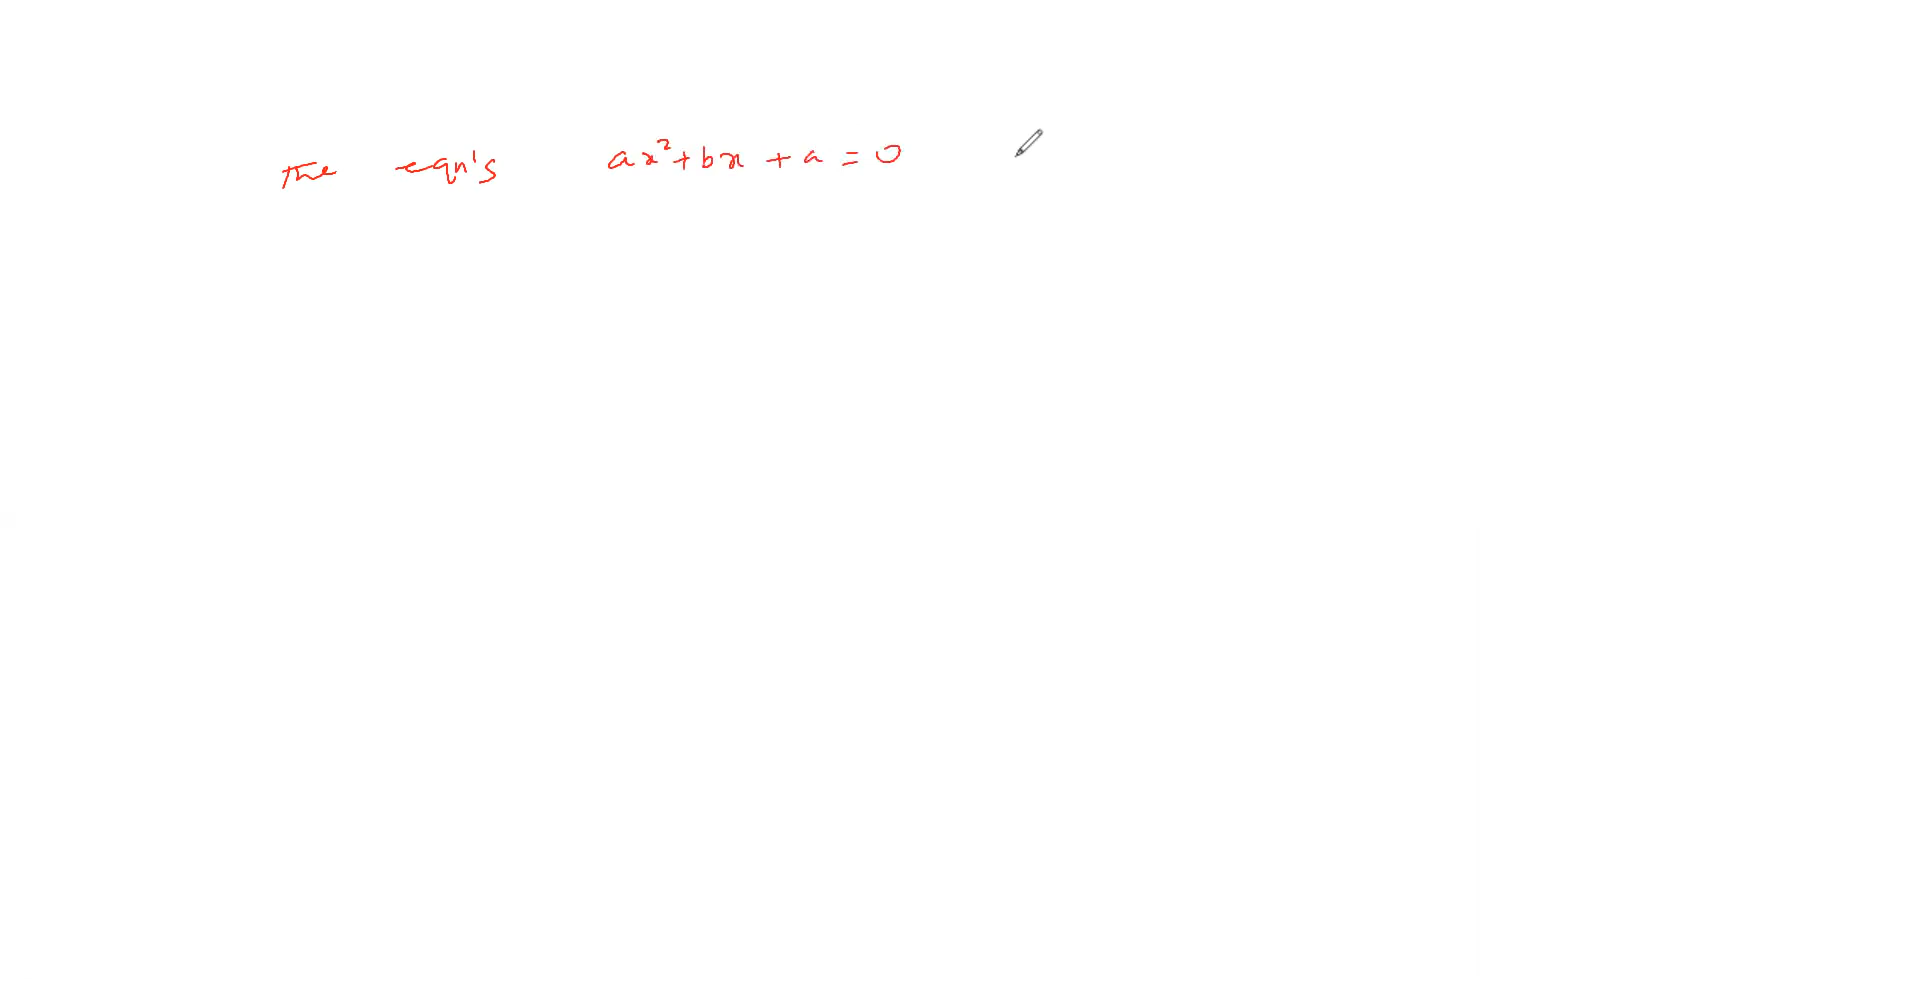 the eqn's ax²+bx + a = 0